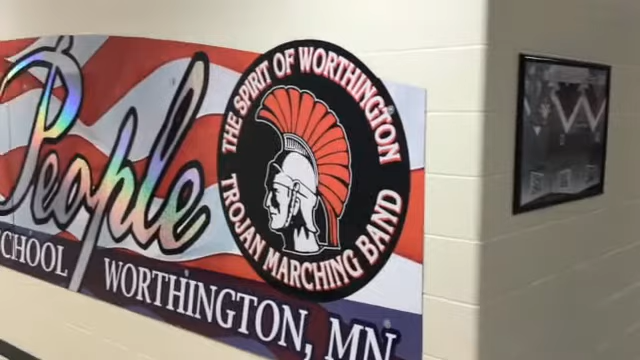 People
THE SPIRIT OF WORTHINGTON
TROJAN MARCHING BAND
SCHOOL WORTHINGTON, MN
W